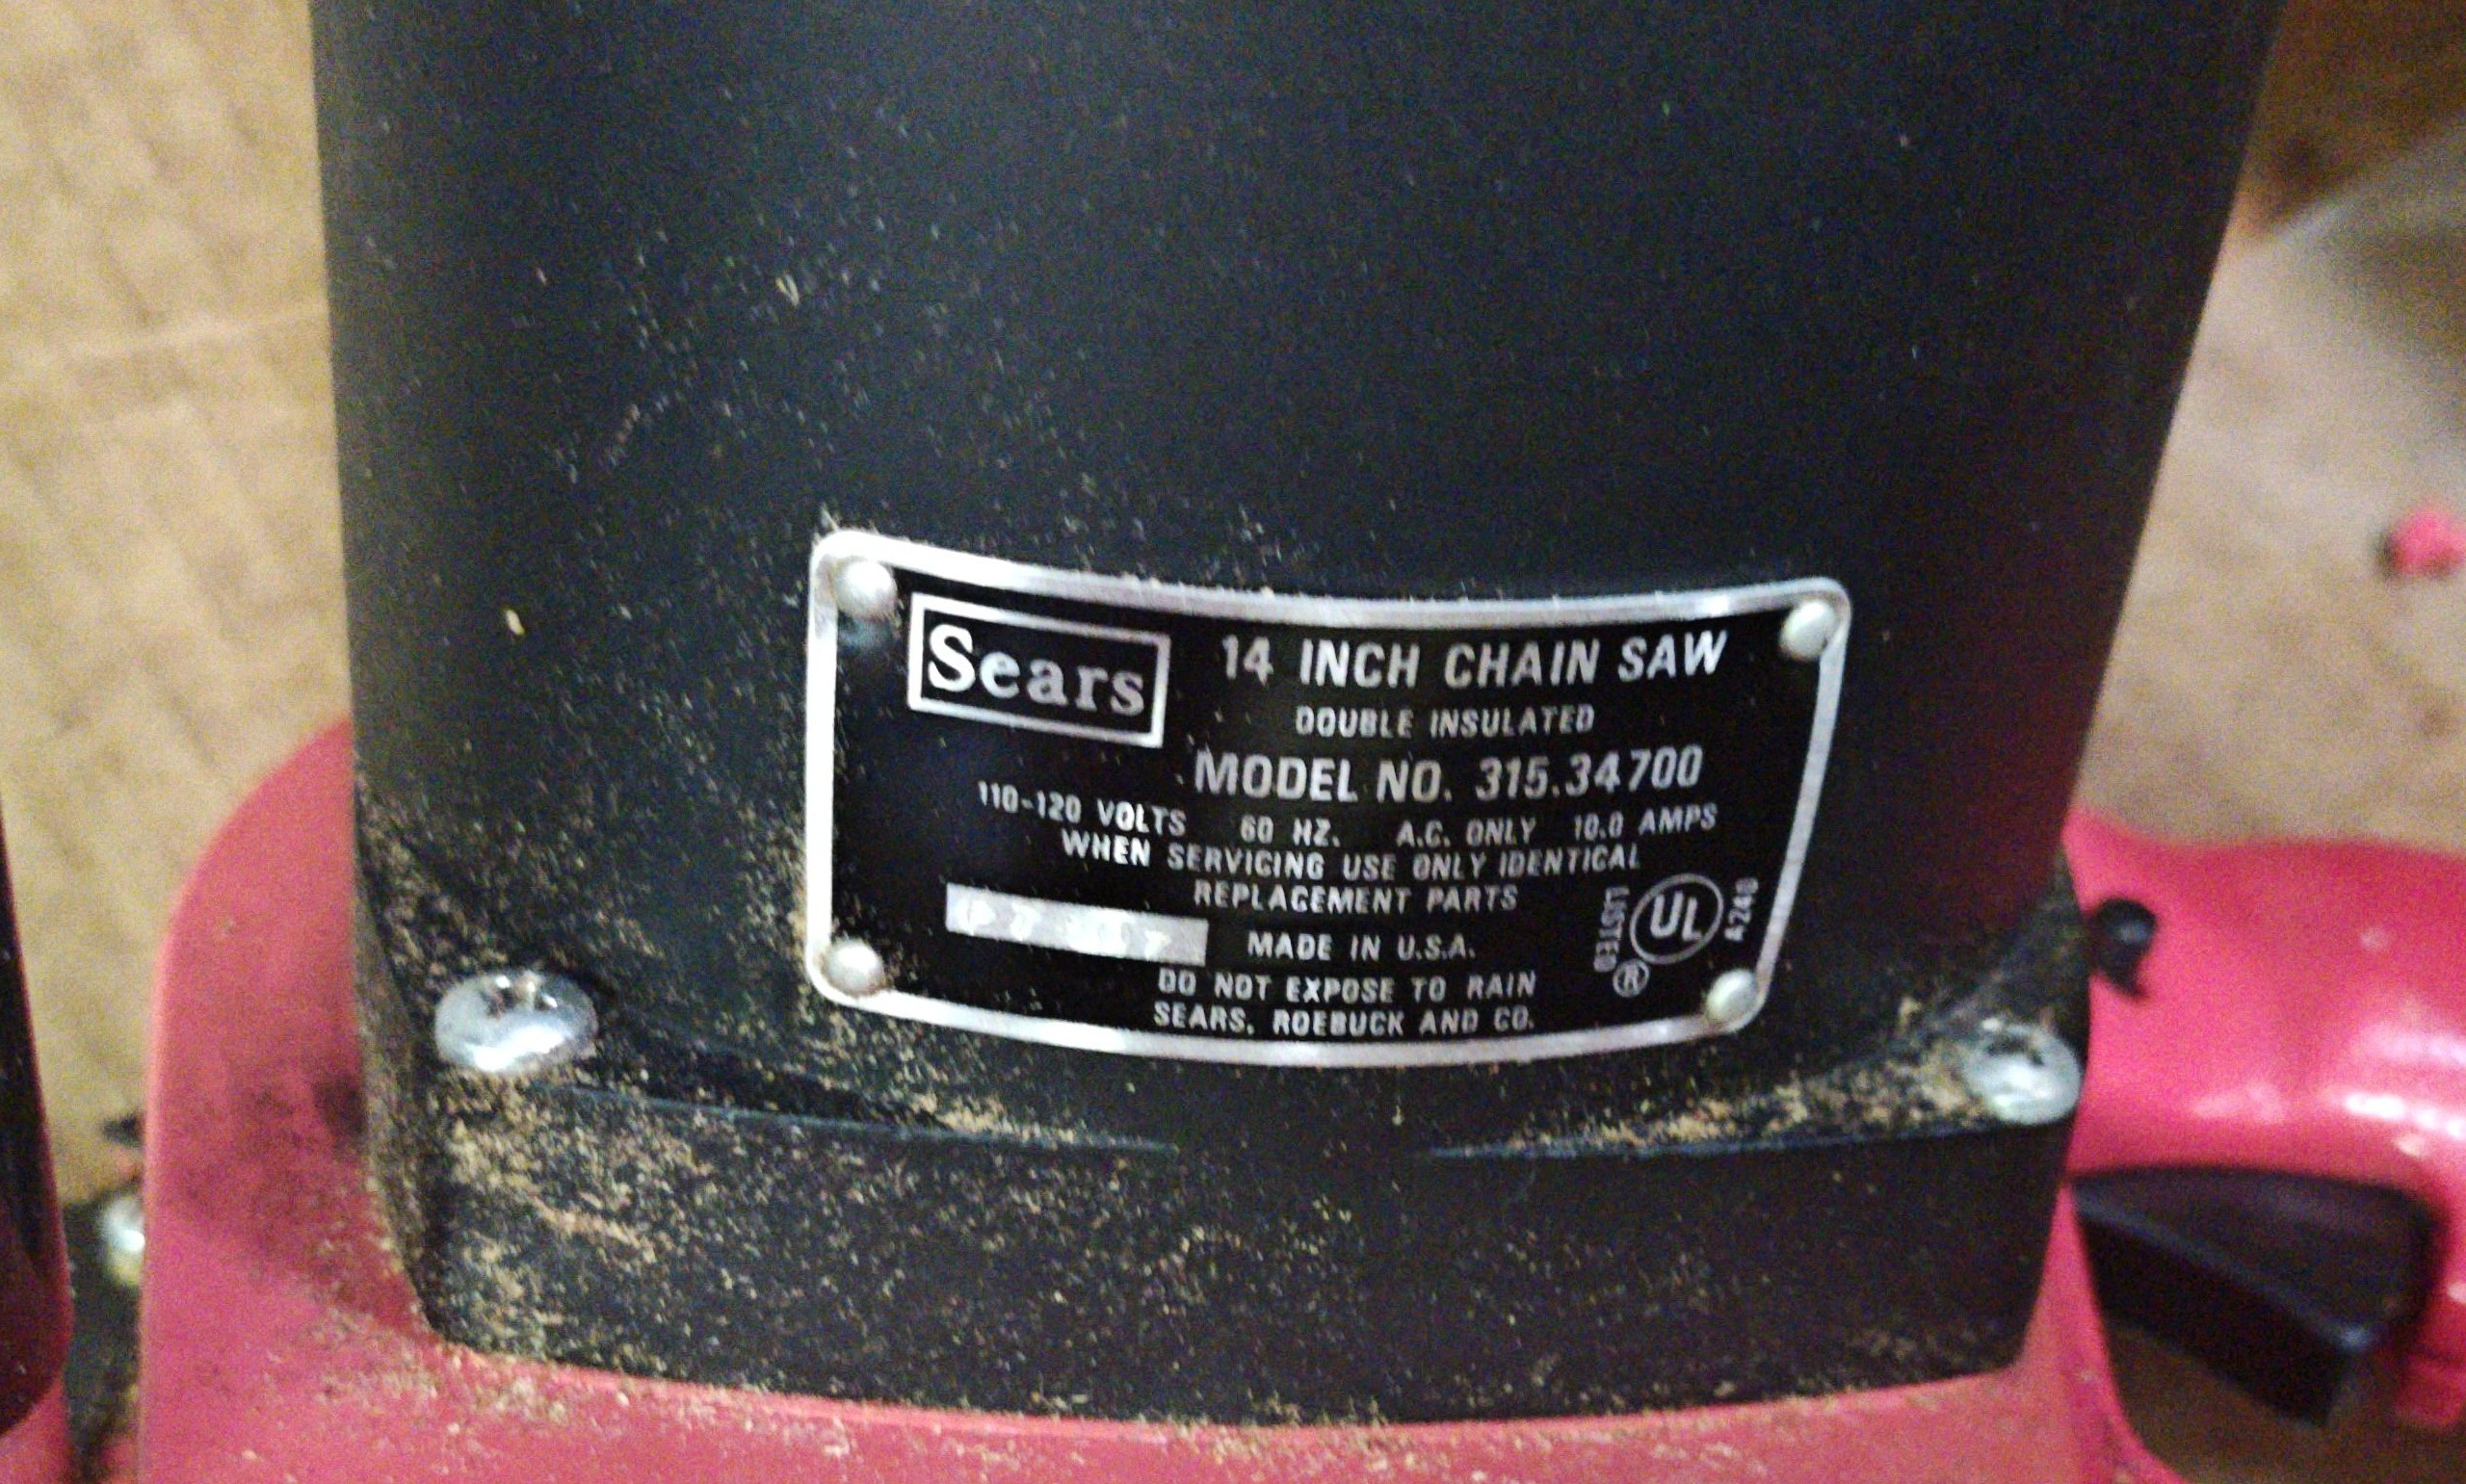 Sears 14 INCH CHAIN SAW
DOUBLE INSULATED
MODEL NO. 315.34700
110-120 VOLTS 60 HZ. A.C. ONLY 10.0 AMPS
WHEN SERVICING USE ONLY IDENTICAL
REPLACEMENT PARTS
MADE IN U.S.A.
DO NOT EXPOSE TO RAIN
SEARS, ROEBUCK AND CO.
LISTED
®
UL